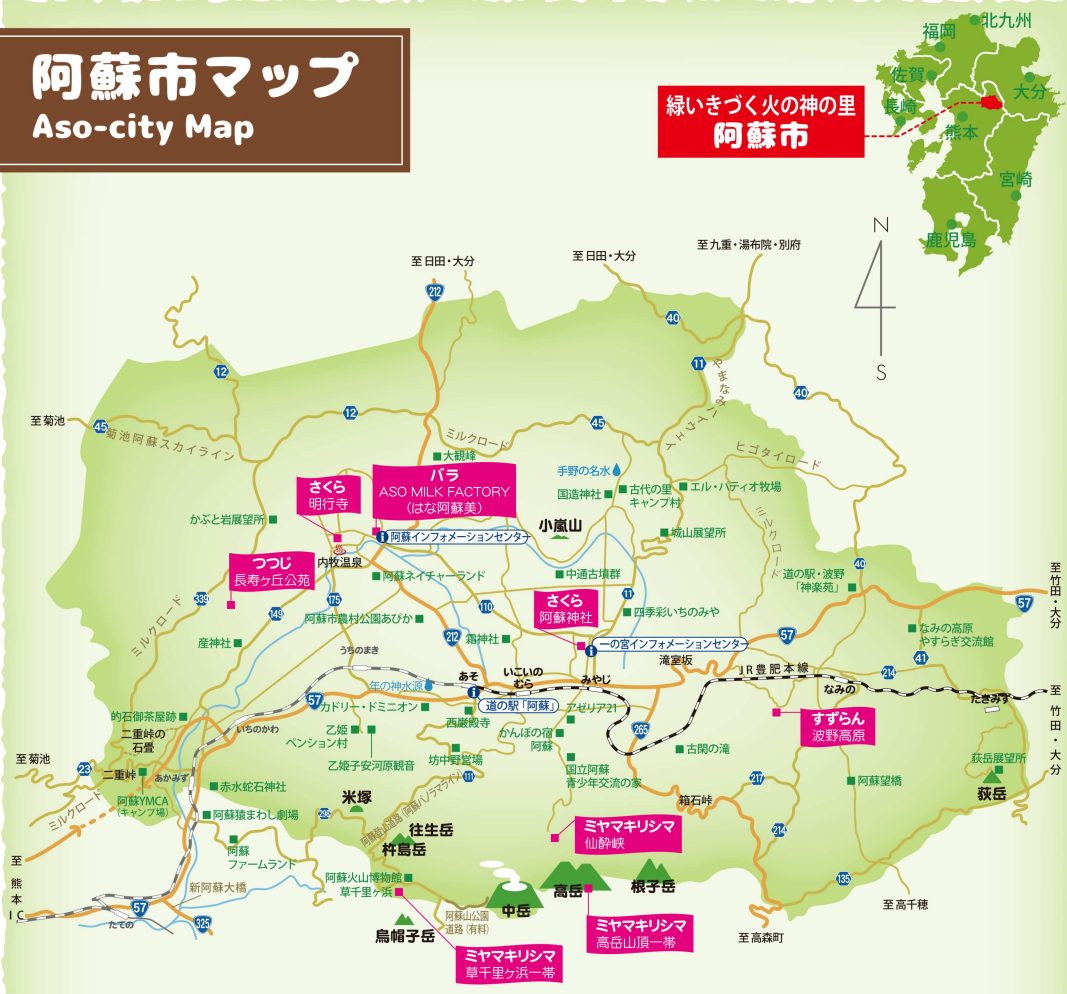 阿蘇市マップ
Aso-city Map
北九州
福岡
佐賀
大分
長崎
熊本
宮崎
鹿児島
緑いきづく火の神の里
阿蘇市
N
S
至日田・大分
至日田・大分
至九重・湯布院・別府
212
40
11
40
12
12
45
45
至菊池
菊池阿蘇スカイライン
ミルクロード
やまなみハイウェイ
ヒゴタイロード
ミルクロード
大観峰
手野の名水
国造神社
古代の里
キャンプ村
エル・パティオ牧場
さくら
明行寺
バラ
ASO MILK FACTORY
(はな阿蘇美)
かぶと岩展望所
阿蘇インフォメーションセンター
小嵐山
城山展望所
内牧温泉
つつじ
長寿ヶ丘公苑
阿蘇ネイチャーランド
中通古墳群
道の駅・波野
「神楽苑」
40
至竹田・大分
57
339
149
175
110
11
さくら
阿蘇神社
四季彩いちのみや
阿蘇市農村公園あぴか
ミルクロード
産神社
212
霜神社
一の宮インフォメーションセンター
滝室坂
57
なみの高原
やすらぎ交流館
41
214
うちのまき
あそ
いこいの
むら
みやじ
JR豊肥本線
なみの
たきみず
至竹田・大分
年の神水源
57
カドリー・ドミニオン
道の駅「阿蘇」
アゼリア21
西巌殿寺
すずらん
波野高原
的石御茶屋跡
いちのかわ
乙姫
ペンション村
かんぽの宿
阿蘇
265
古閑の滝
二重峠の
石畳
乙姫子安河原観音
坊中野営場
国立阿蘇
青少年交流の家
荻岳展望所
荻岳
至菊池
23
二重峠
あかみず
赤水蛇石神社
111
217
阿蘇望橋
ミルクロード
阿蘇YMCA
(キャンプ場)
米塚
298
阿蘇登山道路(阿蘇パノラマライン)
箱石峠
阿蘇猿まわし劇場
往生岳
杵島岳
ミヤマキリシマ
仙酔峡
214
阿蘇
ファームランド
至熊本IC
新阿蘇大橋
阿蘇火山博物館
草千里ヶ浜
中岳
高岳
根子岳
135
至高千穂
57
たての
325
烏帽子岳
阿蘇山公園
道路(有料)
ミヤマキリシマ
高岳山頂一帯
至高森町
ミヤマキリシマ
草千里ヶ浜一帯